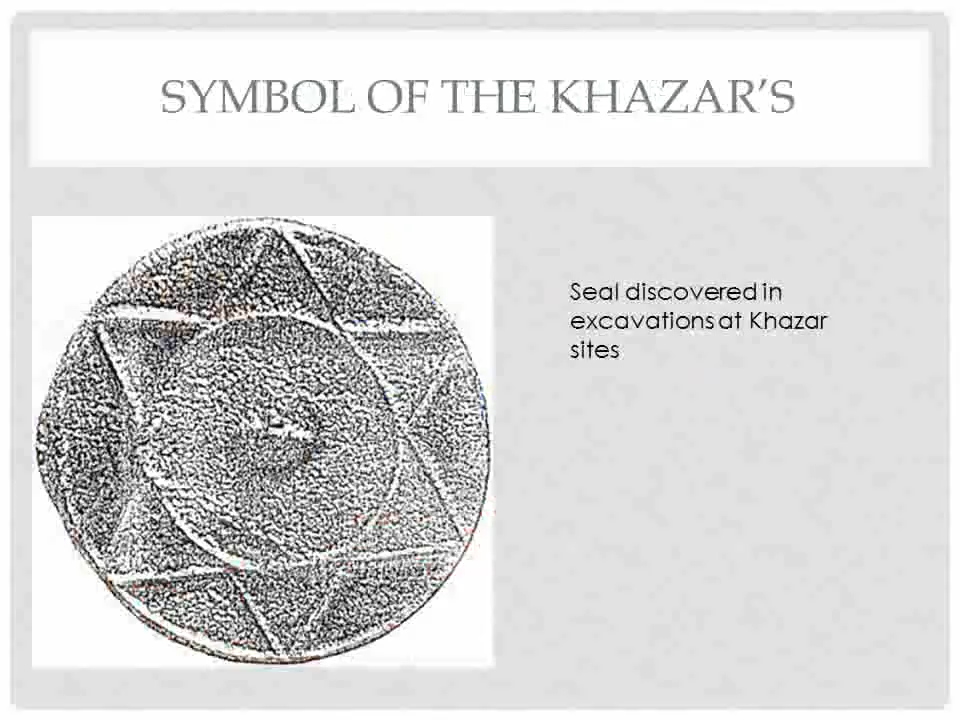 SYMBOL OF THE KHAZAR'S
Seal discovered in
excavations at Khazar
sites